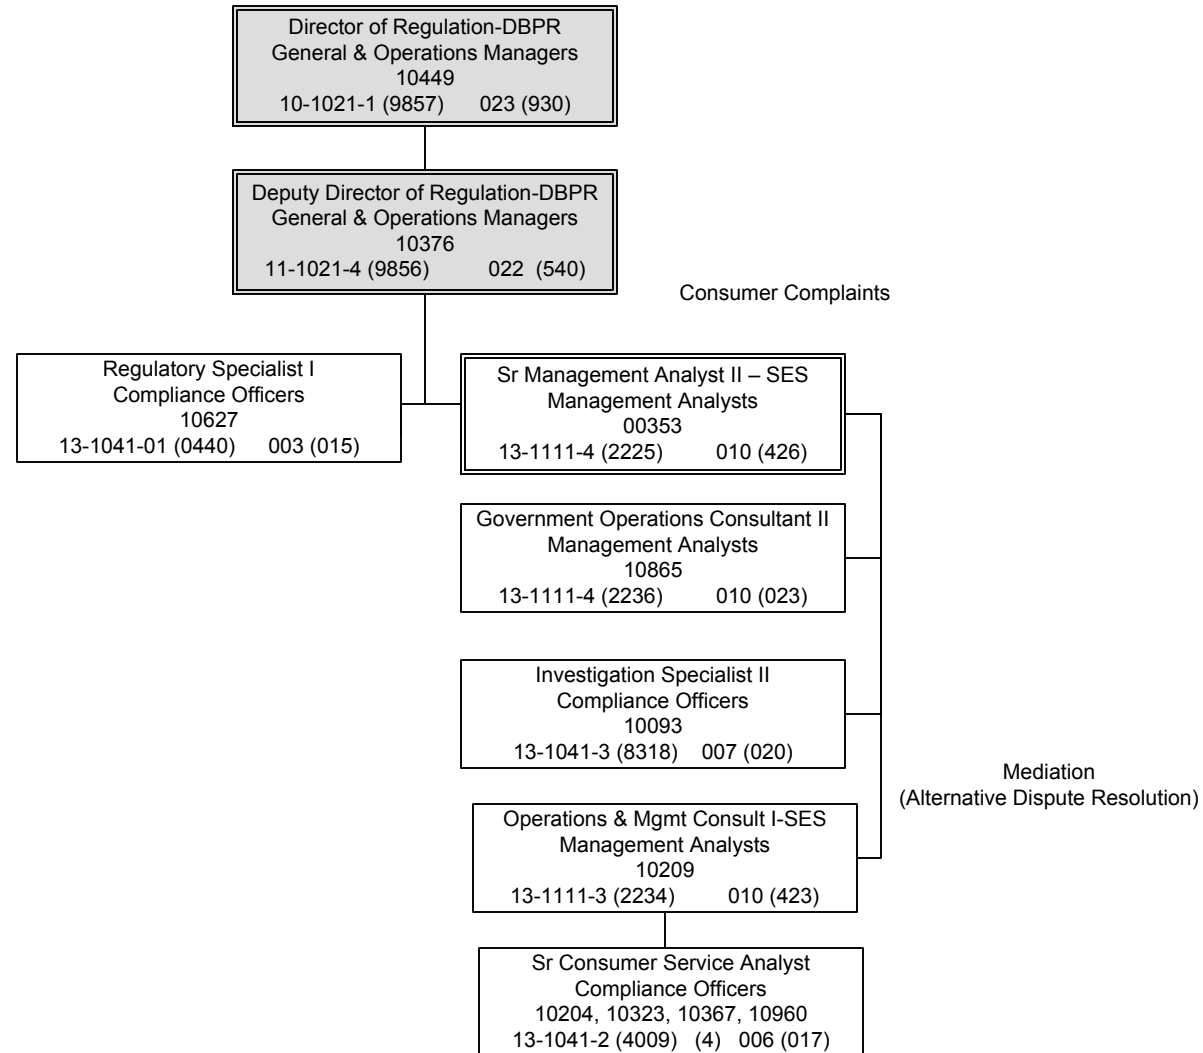 Director of Regulation-DBPR
General & Operations Managers
10449
10-1021-1 (9857) 023 (930)
Deputy Director of Regulation-DBPR
General & Operations Managers
10376
11-1021-4 (9856) 022 (540)
Consumer Complaints
Regulatory Specialist I
Compliance Officers
10627
13-1041-01 (0440) 003 (015)
Sr Management Analyst II – SES
Management Analysts
00353
13-1111-4 (2225) 010 (426)
Government Operations Consultant II
Management Analysts
10865
13-1111-4 (2236) 010 (023)
Investigation Specialist II
Compliance Officers
10093
13-1041-3 (8318) 007 (020)
Mediation
(Alternative Dispute Resolution)
Operations & Mgmt Consult I-SES
Management Analysts
10209
13-1111-3 (2234) 010 (423)
Sr Consumer Service Analyst
Compliance Officers
10204, 10323, 10367, 10960
13-1041-2 (4009) (4) 006 (017)